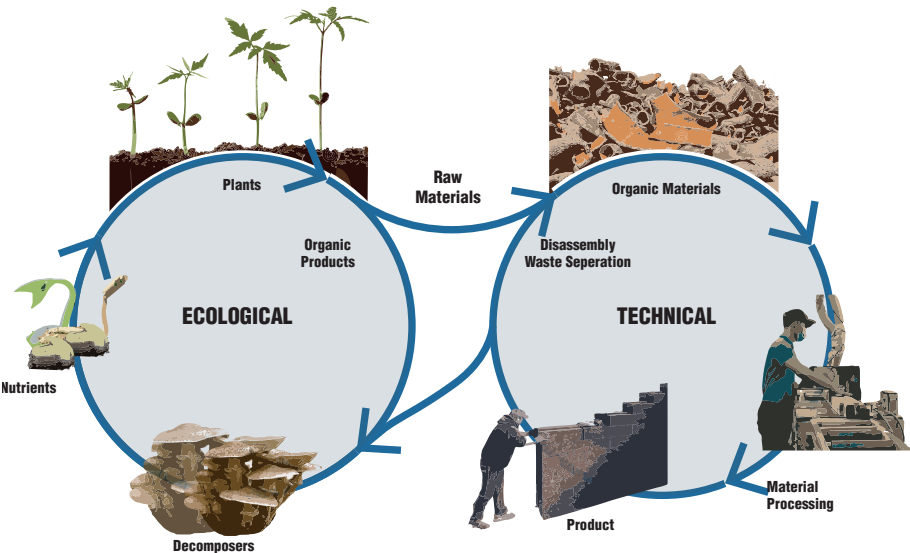 Plants
Raw
Materials
Organic Materials
Organic
Products
Disassembly
Waste Seperation
ECOLOGICAL
TECHNICAL
Nutrients
Material
Processing
Product
Decomposers